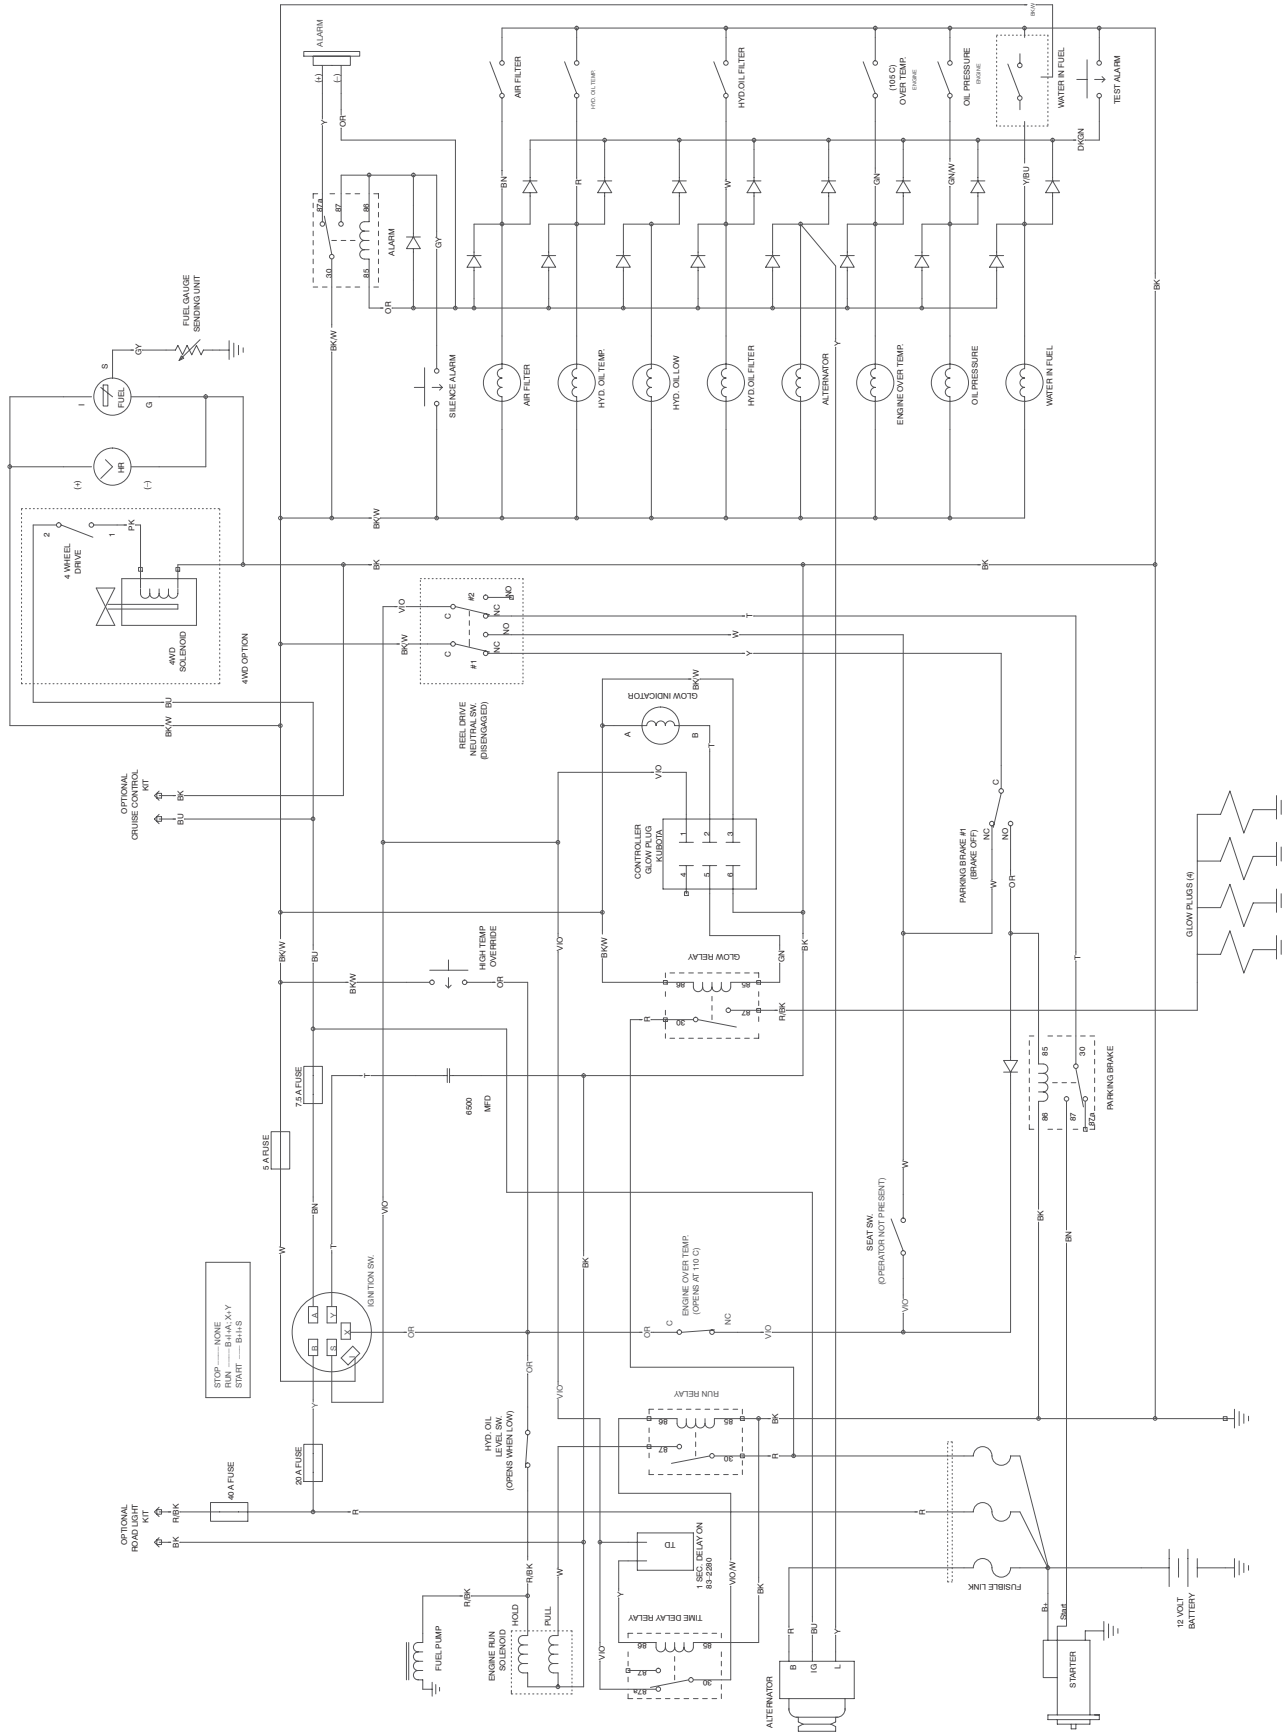 BK/W
ALARM
(+)
(-)
Y
OR
AIR FILTER
HYD. OIL TEMP.
HYD.OIL FILTER
(105 C)
OVER TEMP.
ENGINE
OIL PRESSURE
ENGINE
WATER IN FUEL
TEST ALARM
DKGN
BN
R
W
GN
GN/W
Y/BU
87a
87
86
30
85
ALARM
GY
OR
BK/W
BK
Y
FUEL GAUGE
SENDING UNIT
GY
S
I
FUEL
G
(+)
HR
(-)
SILENCE ALARM
AIR FILTER
HYD. OIL TEMP.
HYD. OIL LOW
HYD. OIL FILTER
ALTERNATOR
ENGINE OVER TEMP.
OIL PRESSURE
WATER IN FUEL
BK/W
2
4 WHEEL
DRIVE
1
PK
4WD
SOLENOID
4WD OPTION
BK
BK
VIO
BK/W
C
C
#2
NO
NC
NO
NC
#1
T
W
Y
REEL DRIVE
NEUTRAL SW.
(DISENGAGED)
BU
BK/W
GLOW INDICATOR
A
B
BK/W
T
VIO
OPTIONAL
CRUISE CONTROL
KIT
BK
BU
CONTROLLER
GLOW PLUG
KUBOTA
1
2
3
4
5
6
C
NC
NO
PARKING BRAKE #1
(BRAKE OFF)
W
OR
GLOW PLUGS (4)
BK/W
BU
BK/W
HIGH TEMP
OVERRIDE
OR
VIO
VIO
BK/W
GLOW RELAY
GN
BK
86
85
30
87
R
R/BK
T
7.5 A FUSE
5 A FUSE
T
6500
MFD
85
30
86
87
87a
PARKING BRAKE
W
BN
T
VIO
BK
W
SEAT SW.
(OPERATOR NOT PRESENT)
VIO
BK
BN
STOP ------- NONE
RUN ------- B+I+A; X+Y
START ----- B+I+S
B
A
S
Y
X
I
IGNITION SW.
OR
Y
OR
ENGINE OVER TEMP.
(OPENS AT 110 C)
OR
C
NC
VIO
VIO
RUN RELAY
86
85
87
30
BK
R
HYD. OIL
LEVEL SW.
(OPENS WHEN LOW)
20 A FUSE
40 A FUSE
OPTIONAL
ROAD LIGHT
KIT
R/BK
BK
R
R
TD
1 SEC. DELAY ON
83-2280
VIO/W
BK
Y
TIME DELAY RELAY
86
85
87
87a
30
VIO
R/BK
W
R/BK
HOLD
PULL
FUEL PUMP
ENGINE RUN
SOLENOID
R
BU
Y
B
IG
L
ALTERNATOR
FUSIBLE LINK
B+
Start
STARTER
12 VOLT
BATTERY